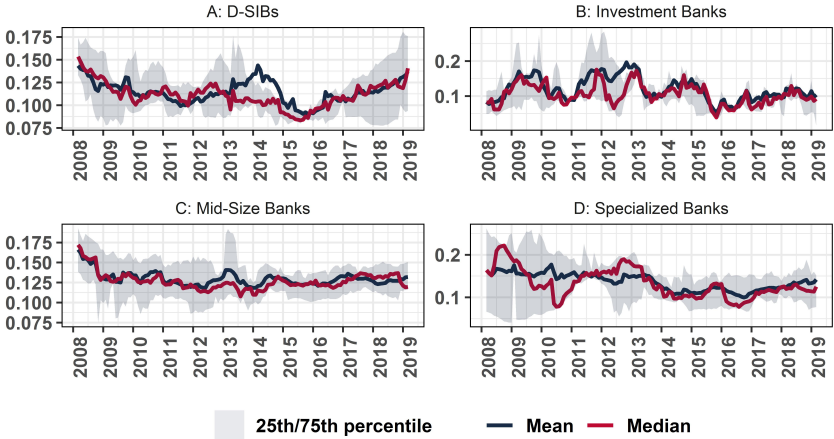 A: D-SIBs
0.175
0.150
0.125
0.100
0.075
2008 2009 2010 2011 2012 2013 2014 2015 2016 2017 2018 2019
B: Investment Banks
0.2
0.1
2008 2009 2010 2011 2012 2013 2014 2015 2016 2017 2018 2019
C: Mid-Size Banks
0.175
0.150
0.125
0.100
0.075
2008 2009 2010 2011 2012 2013 2014 2015 2016 2017 2018 2019
D: Specialized Banks
0.2
0.1
2008 2009 2010 2011 2012 2013 2014 2015 2016 2017 2018 2019
25th/75th percentile Mean Median